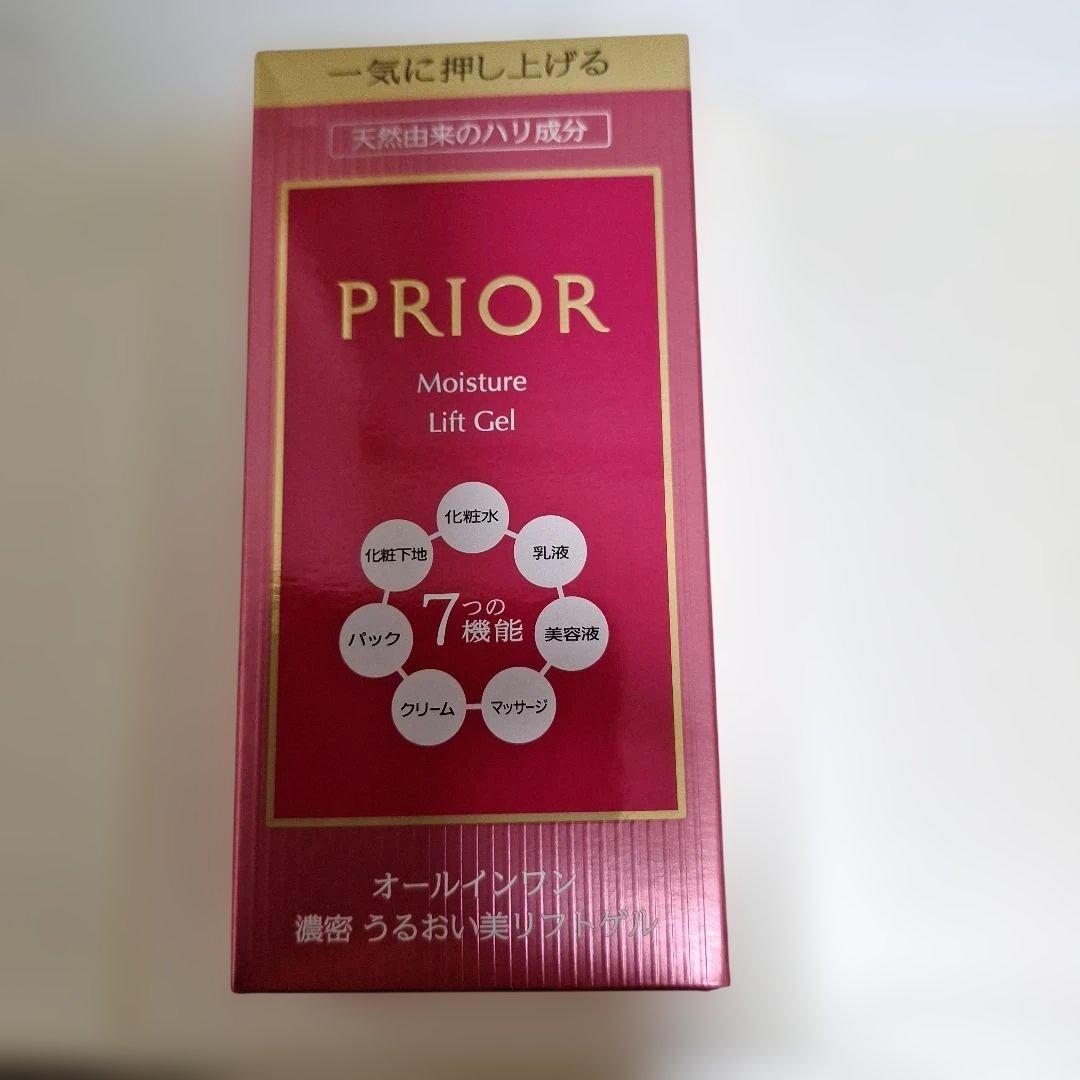 一気に押し上げる
天然由来のハリ成分
PRIOR
Moisture
Lift Gel
化粧水
乳液
美容液
マッサージ
クリーム
パック
化粧下地
7つの
機能
オールインワン
濃密 うるおい美リフトゲル